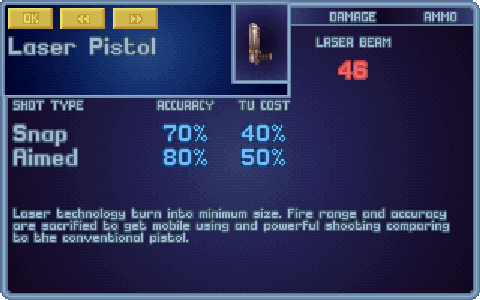 OK
DAMAGE AMMO
Laser Pistol
LASER BEAM
46
SHOT TYPE ACCURACY TU COST
Snap 70% 40%
Aimed 80% 50%
Laser technology turn into minimum size. Fire range and accuracy
are sacrified to get mobile using and powerful shooting comparing
to the conventional pistol.